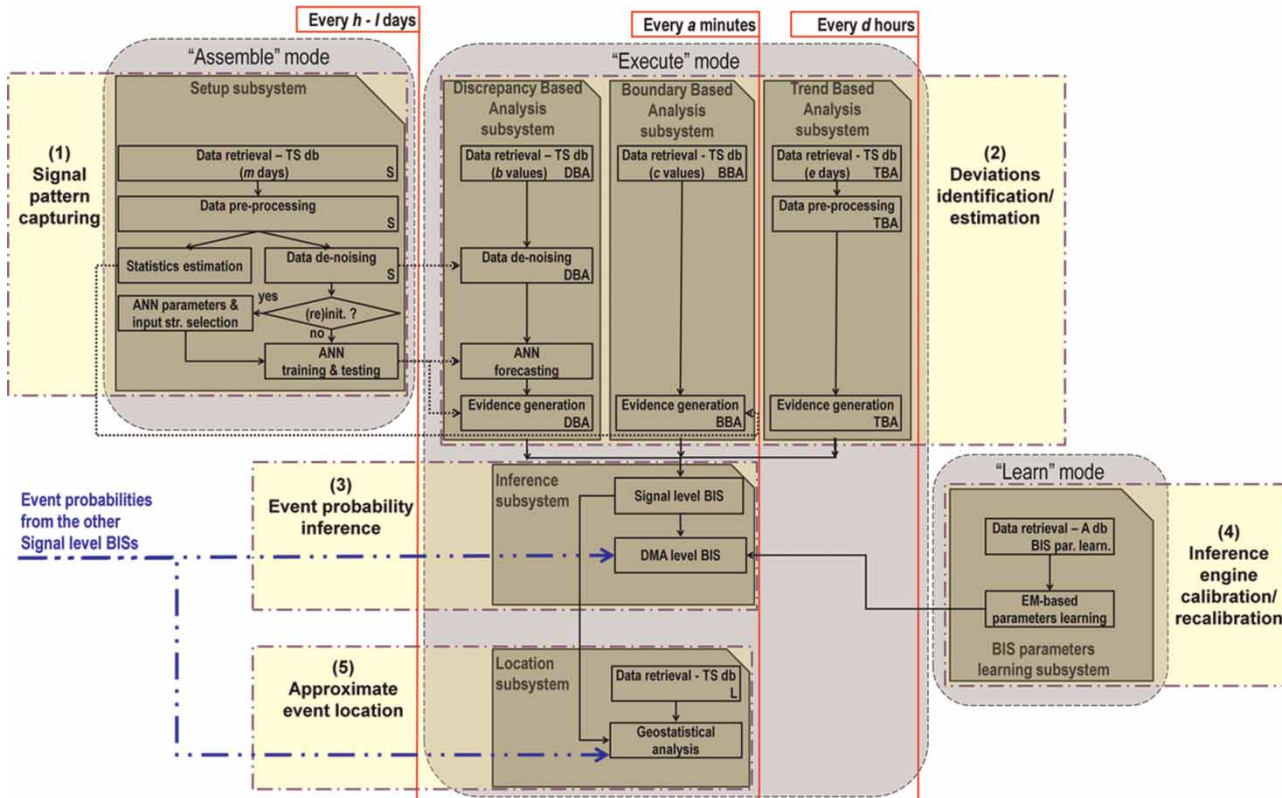 Every h - l days
Every a minutes
Every d hours
“Assemble” mode
“Execute” mode
Setup subsystem
Discrepancy Based
Analysis
subsystem
Boundary Based
Analysis
subsystem
Trend Based
Analysis
subsystem
(1)
Signal
pattern
capturing
Data retrieval – TS db
(m days)
S
Data pre-processing
S
Statistics estimation
Data de-noising
S
ANN parameters &
input str. selection
yes
(re)init. ?
no
ANN
training & testing
Data retrieval – TS db
(b values)
DBA
Data de-noising
DBA
ANN
forecasting
Evidence generation
DBA
Data retrieval - TS db
(c values)
BBA
Evidence generation
BBA
Data retrieval - TS db
(e days)
TBA
Data pre-processing
TBA
Evidence generation
TBA
(2)
Deviations
identification/
estimation
(3)
Event probability
inference
Inference
subsystem
Signal level BIS
DMA level BIS
Event probabilities
from the other
Signal level BISs
“Learn” mode
Data retrieval – A db
BIS par. learn.
EM-based
parameters learning
BIS parameters
learning subsystem
(4)
Inference
engine
calibration/
recalibration
(5)
Approximate
event location
Location
subsystem
Data retrieval - TS db
L
Geostatistical
analysis